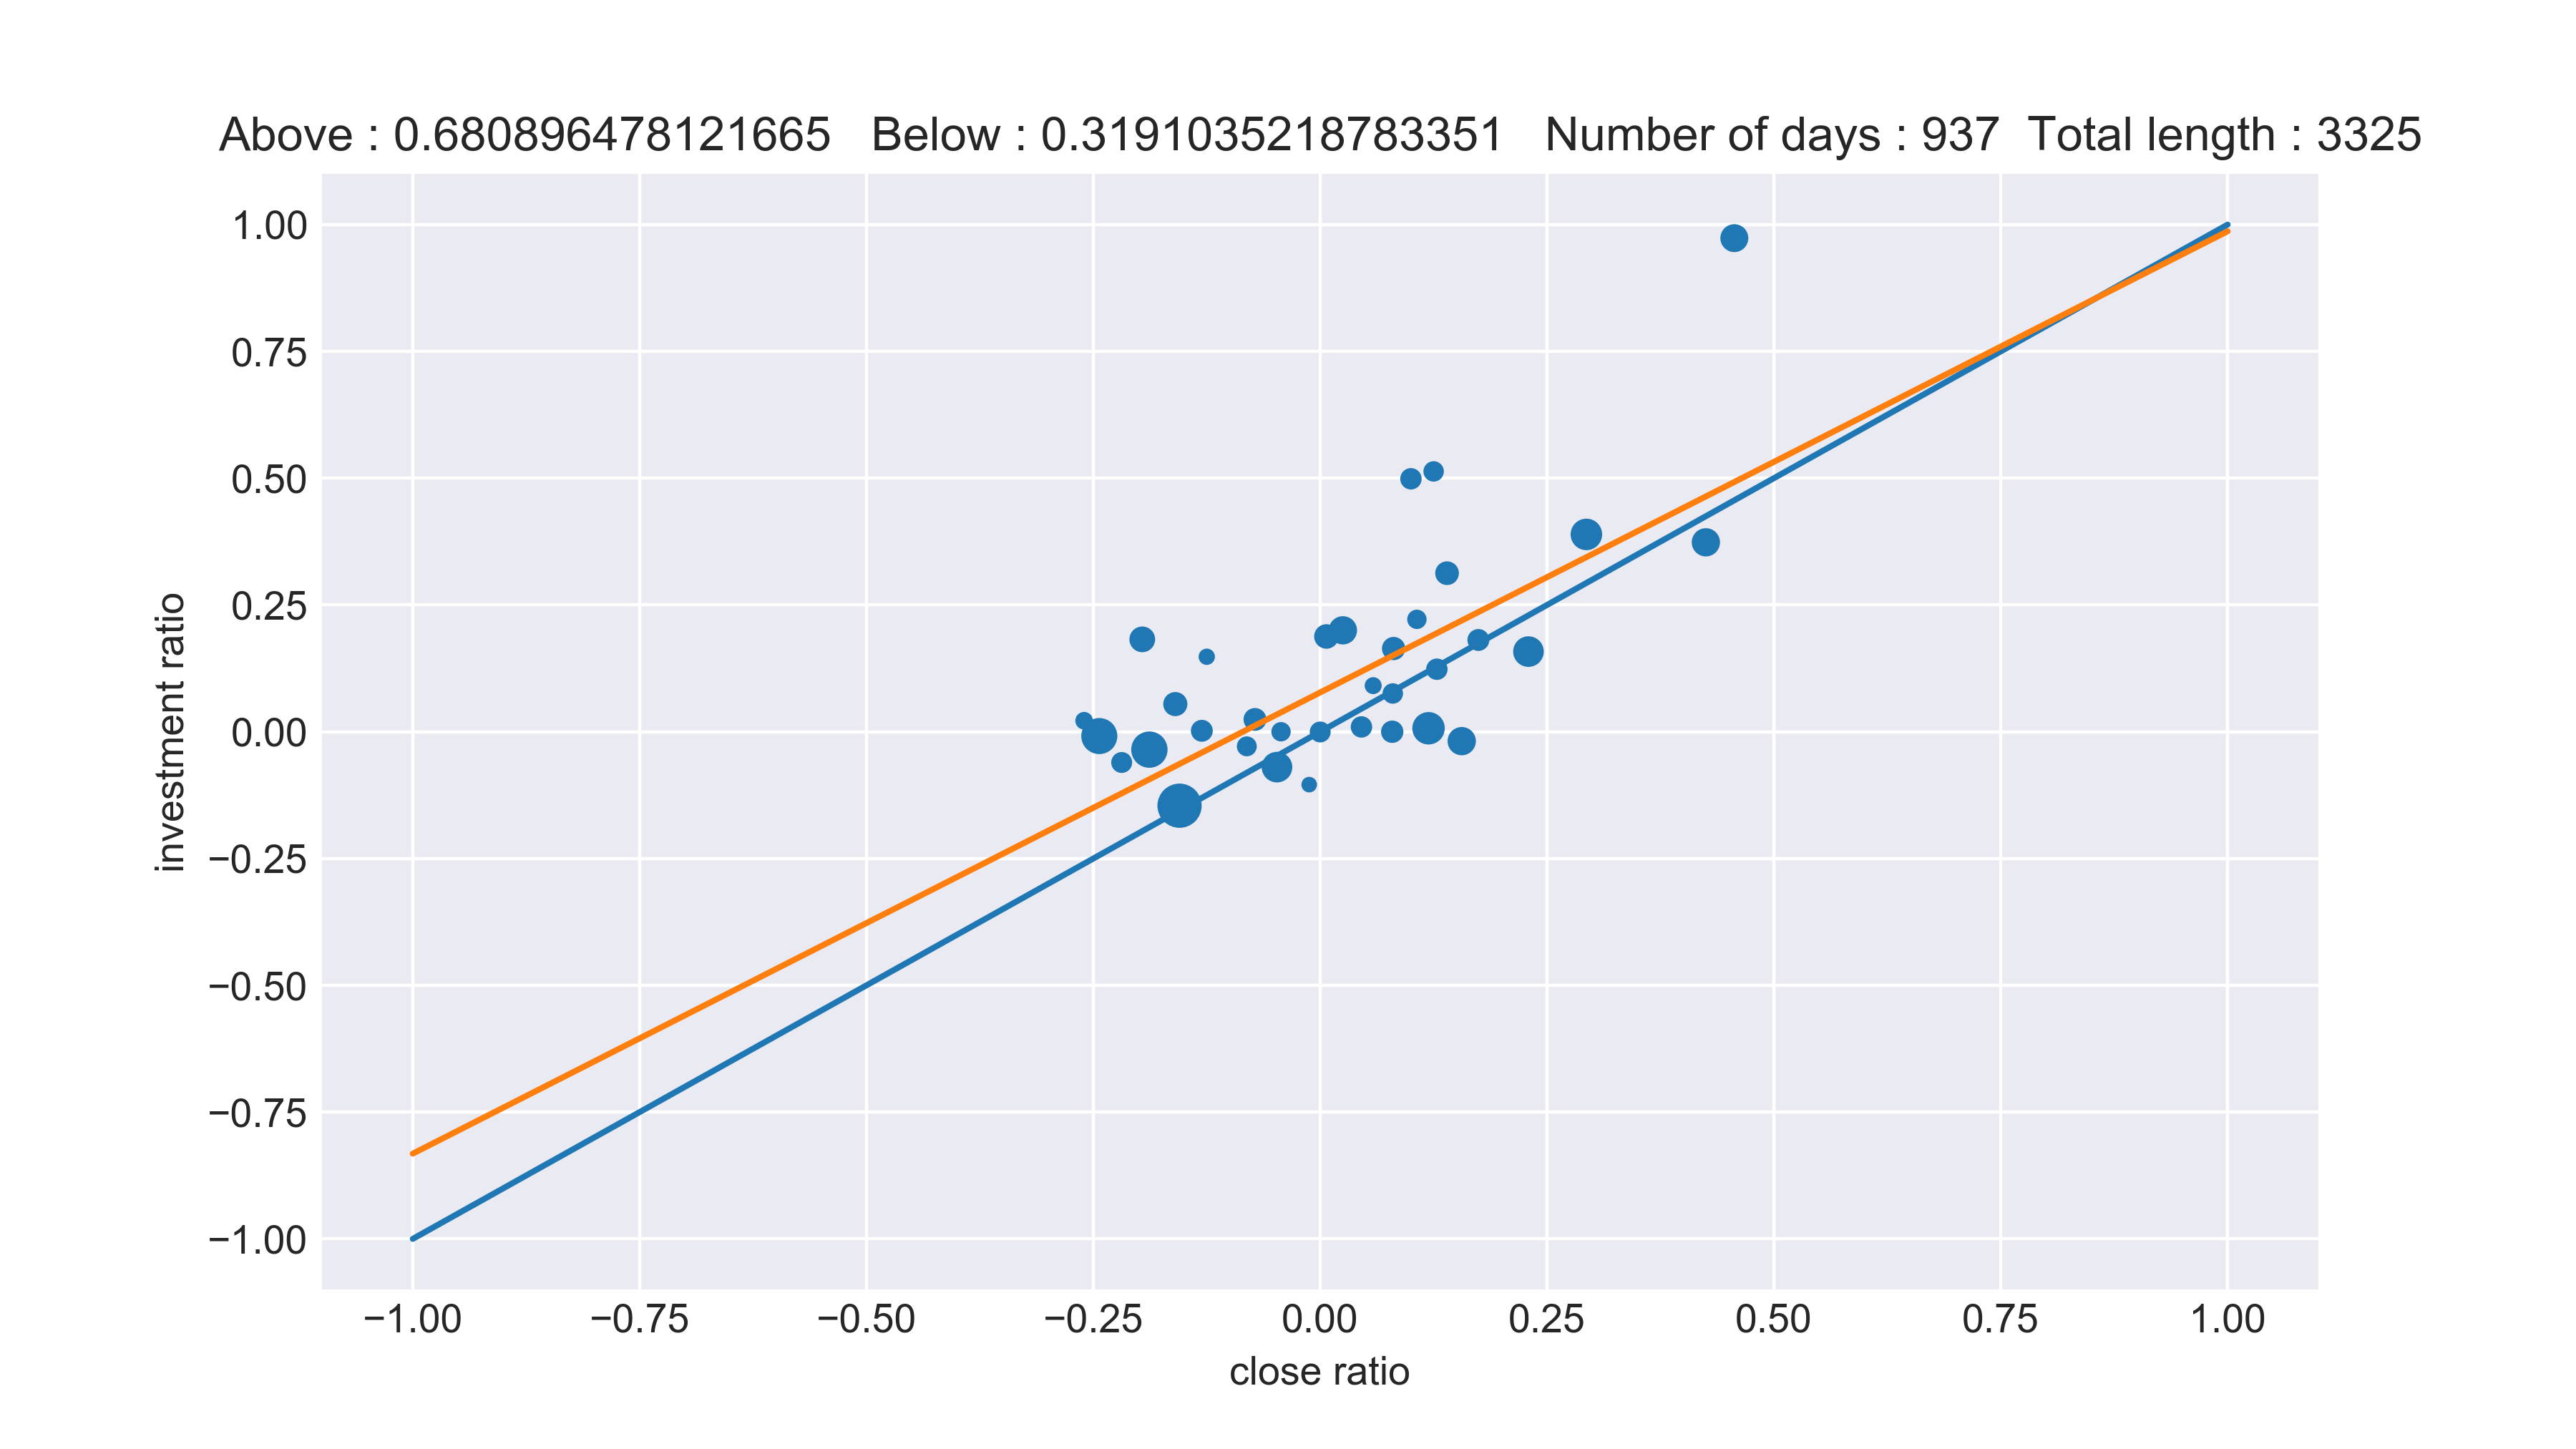 Above : 0.680896478121665   Below : 0.3191035218783351   Number of days : 937  Total length : 3325
1.00
0.75
0.50
0.25
0.00
−0.25
−0.50
−0.75
−1.00
investment ratio
−1.00 −0.75 −0.50 −0.25 0.00 0.25 0.50 0.75 1.00
close ratio